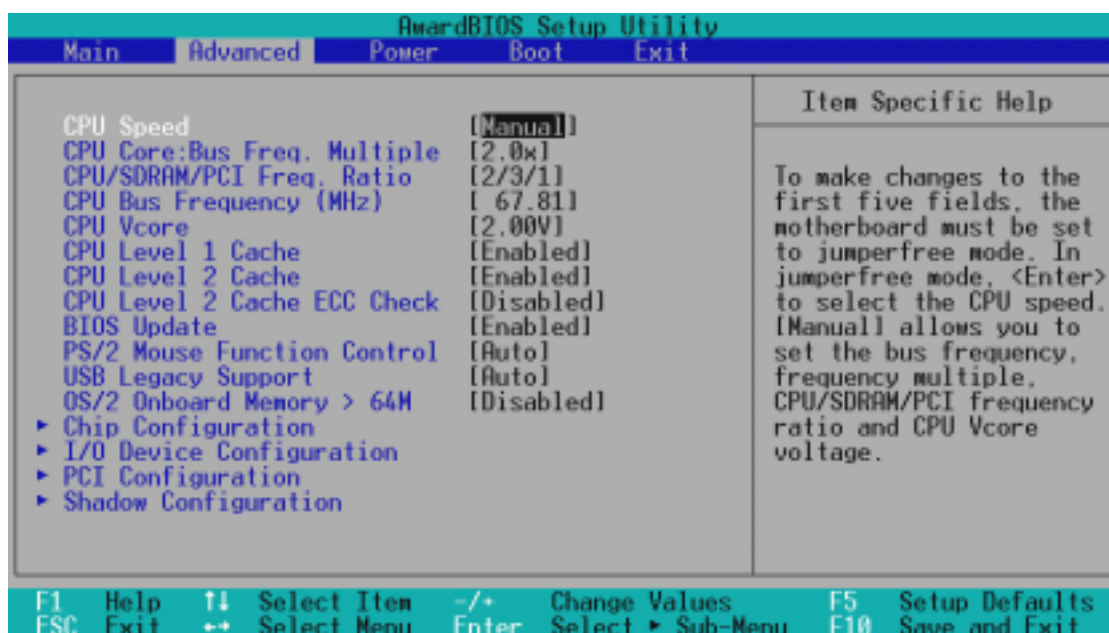 AwardBIOS Setup Utility
Main Advanced Power Boot Exit
CPU Speed [Manual]
CPU Core:Bus Freq. Multiple [2.0x]
CPU/SDRAM/PCI Freq. Ratio [2/3/1]
CPU Bus Frequency (MHz) [ 67.81]
CPU Vcore [2.00V]
CPU Level 1 Cache [Enabled]
CPU Level 2 Cache [Enabled]
CPU Level 2 Cache ECC Check [Disabled]
BIOS Update [Enabled]
PS/2 Mouse Function Control [Auto]
USB Legacy Support [Auto]
OS/2 Onboard Memory > 64M [Disabled]
► Chip Configuration
► I/O Device Configuration
► PCI Configuration
► Shadow Configuration
Item Specific Help
To make changes to the
first five fields, the
motherboard must be set
to jumperfree mode. In
jumperfree mode, <Enter>
to select the CPU speed.
[Manual] allows you to
set the bus frequency,
frequency multiple,
CPU/SDRAM/PCI frequency
ratio and CPU Vcore
voltage.
F1 Help ↑↓ Select Item -/+ Change Values F5 Setup Defaults
ESC Exit ←→ Select Menu Enter Select ► Sub-Menu F10 Save and Exit